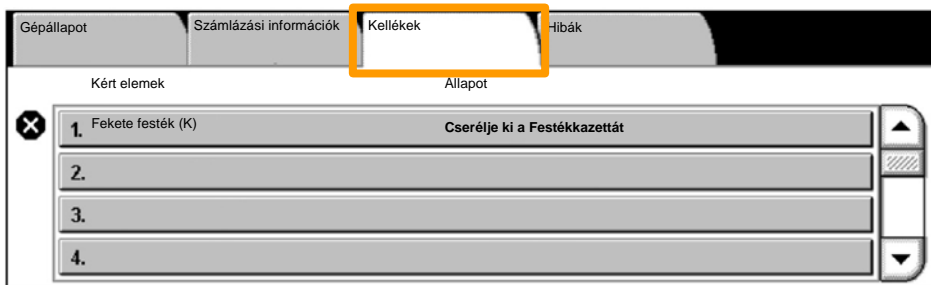 Gépállapot Számlázási információk Kellékek Hibák
Kért elemek Állapot
1. Fekete festék (K) Cserélje ki a Festékkazettát
2.
3.
4.